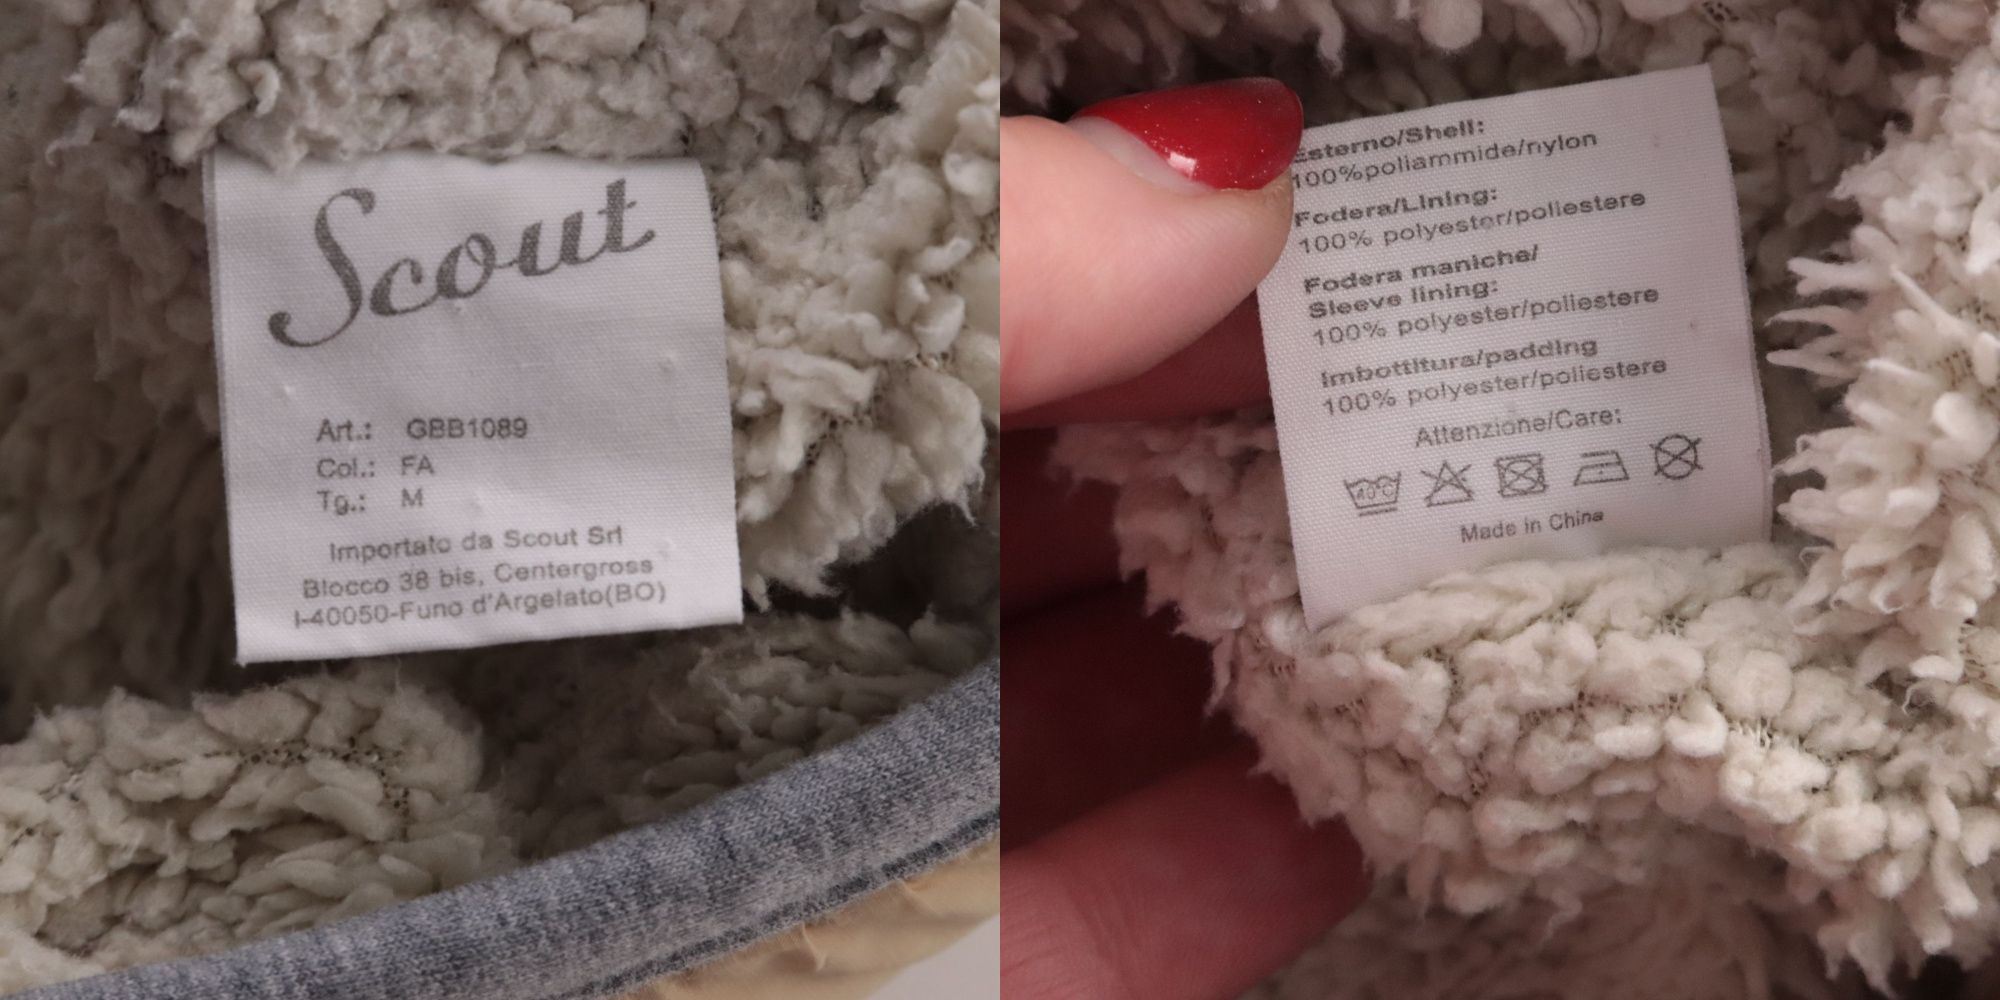 Scout
Art.: GBB1089
Col.: FA
Tg.: M
Importato da Scout Srl
Blocco 38 bis, Centergross
I-40050-Funo d'Argelato(BO)
Esterno/Shell:
100%poliammide/nylon
Fodera/Lining:
100% polyester/poliestere
Fodera maniche/
Sleeve lining:
100% polyester/poliestere
Imbottitura/padding
100% polyester/poliestere
Attenzione/Care:
40°C
Made in China